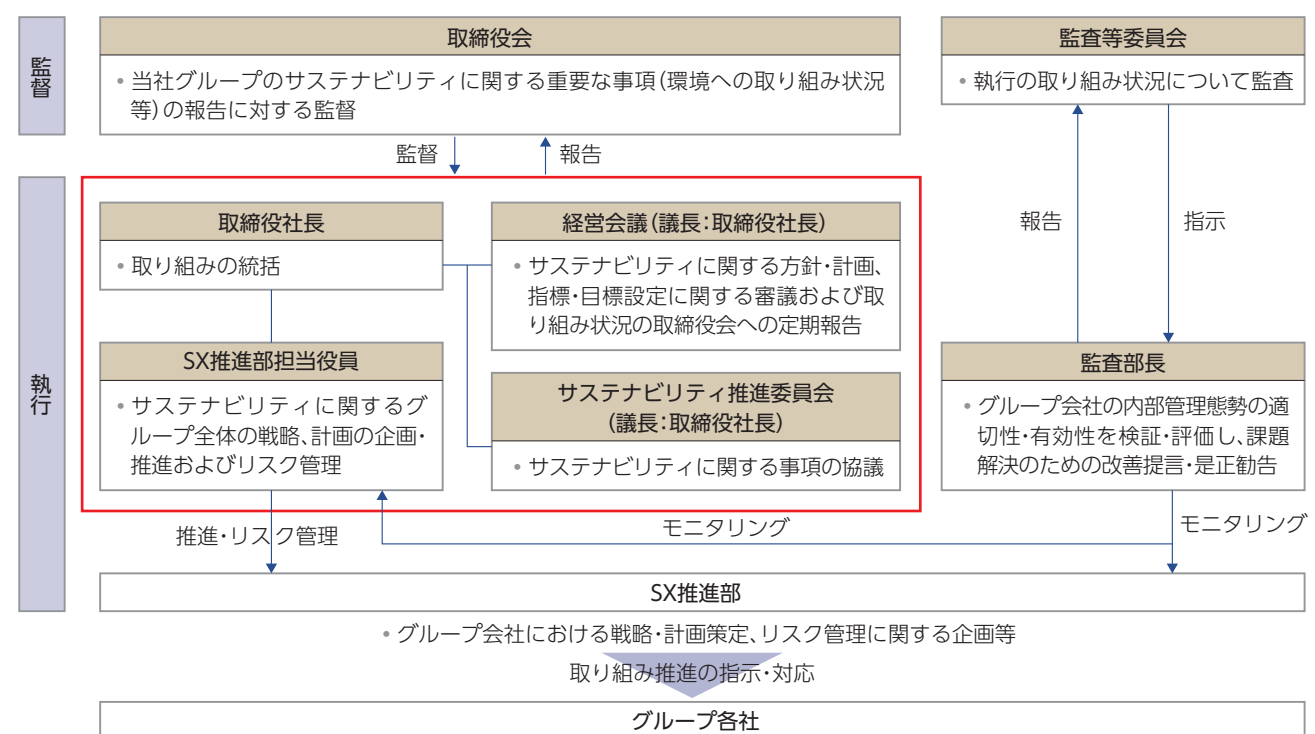 監督
取締役会
• 当社グループのサステナビリティに関する重要な事項(環境への取り組み状況
等)の報告に対する監督
監査等委員会
• 執行の取り組み状況について監査
監督
報告
執行
取締役社長
• 取り組みの統括
経営会議(議長:取締役社長)
• サステナビリティに関する方針・計画、
指標・目標設定に関する審議および取
り組み状況の取締役会への定期報告
報告
指示
SX推進部担当役員
• サステナビリティに関するグ
ループ全体の戦略、計画の企画・
推進およびリスク管理
サステナビリティ推進委員会
(議長:取締役社長)
• サステナビリティに関する事項の協議
監査部長
• グループ会社の内部管理態勢の適
切性・有効性を検証・評価し、課題
解決のための改善提言・是正勧告
推進・リスク管理
モニタリング
モニタリング
SX推進部
• グループ会社における戦略・計画策定、リスク管理に関する企画等
取り組み推進の指示・対応
グループ各社